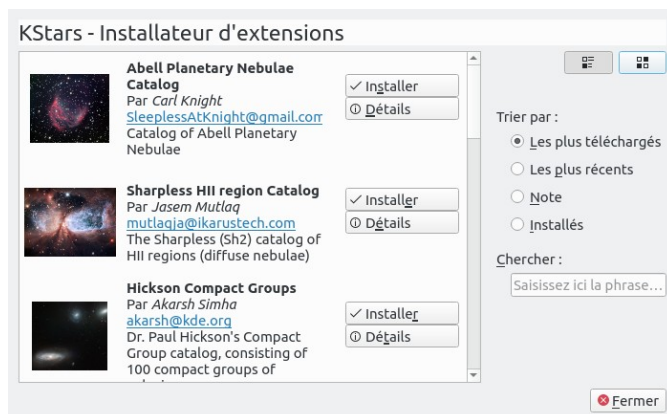 KStars - Installateur d'extensions
Abell Planetary Nebulae
Catalog
Par Carl Knight
SleeplessAtKnight@gmail.com
Catalog of Abell Planetary
Nebulae
Installer
Détails
Sharpless HII region Catalog
Par Jasem Mutlaq
mutlaqja@ikarustech.com
The Sharpless (Sh2) catalog of
HII regions (diffuse nebulae)
Installer
Détails
Hickson Compact Groups
Par Akarsh Simha
akarsh@kde.org
Dr. Paul Hickson's Compact
Group catalog, consisting of
100 compact groups of
Installer
Détails
Trier par :
Les plus téléchargés
Les plus récents
Note
Installés
Chercher :
Saisissez ici la phrase...
Fermer